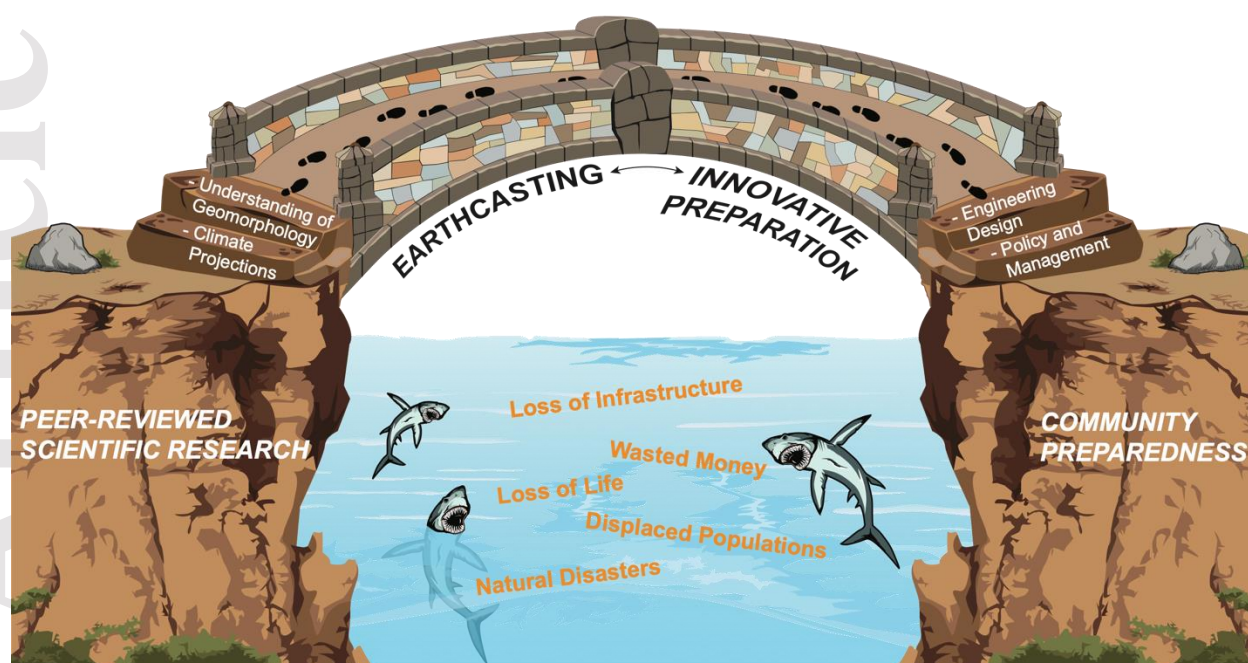 - Understanding of
Geomorphology
- Climate
Projections
EARTHCASTING
INNOVATIVE
PREPARATION
- Engineering
Design
- Policy and
Management
PEER-REVIEWED
SCIENTIFIC RESEARCH
Loss of Infrastructure
Wasted Money
Loss of Life
Displaced Populations
Natural Disasters
COMMUNITY
PREPAREDNESS